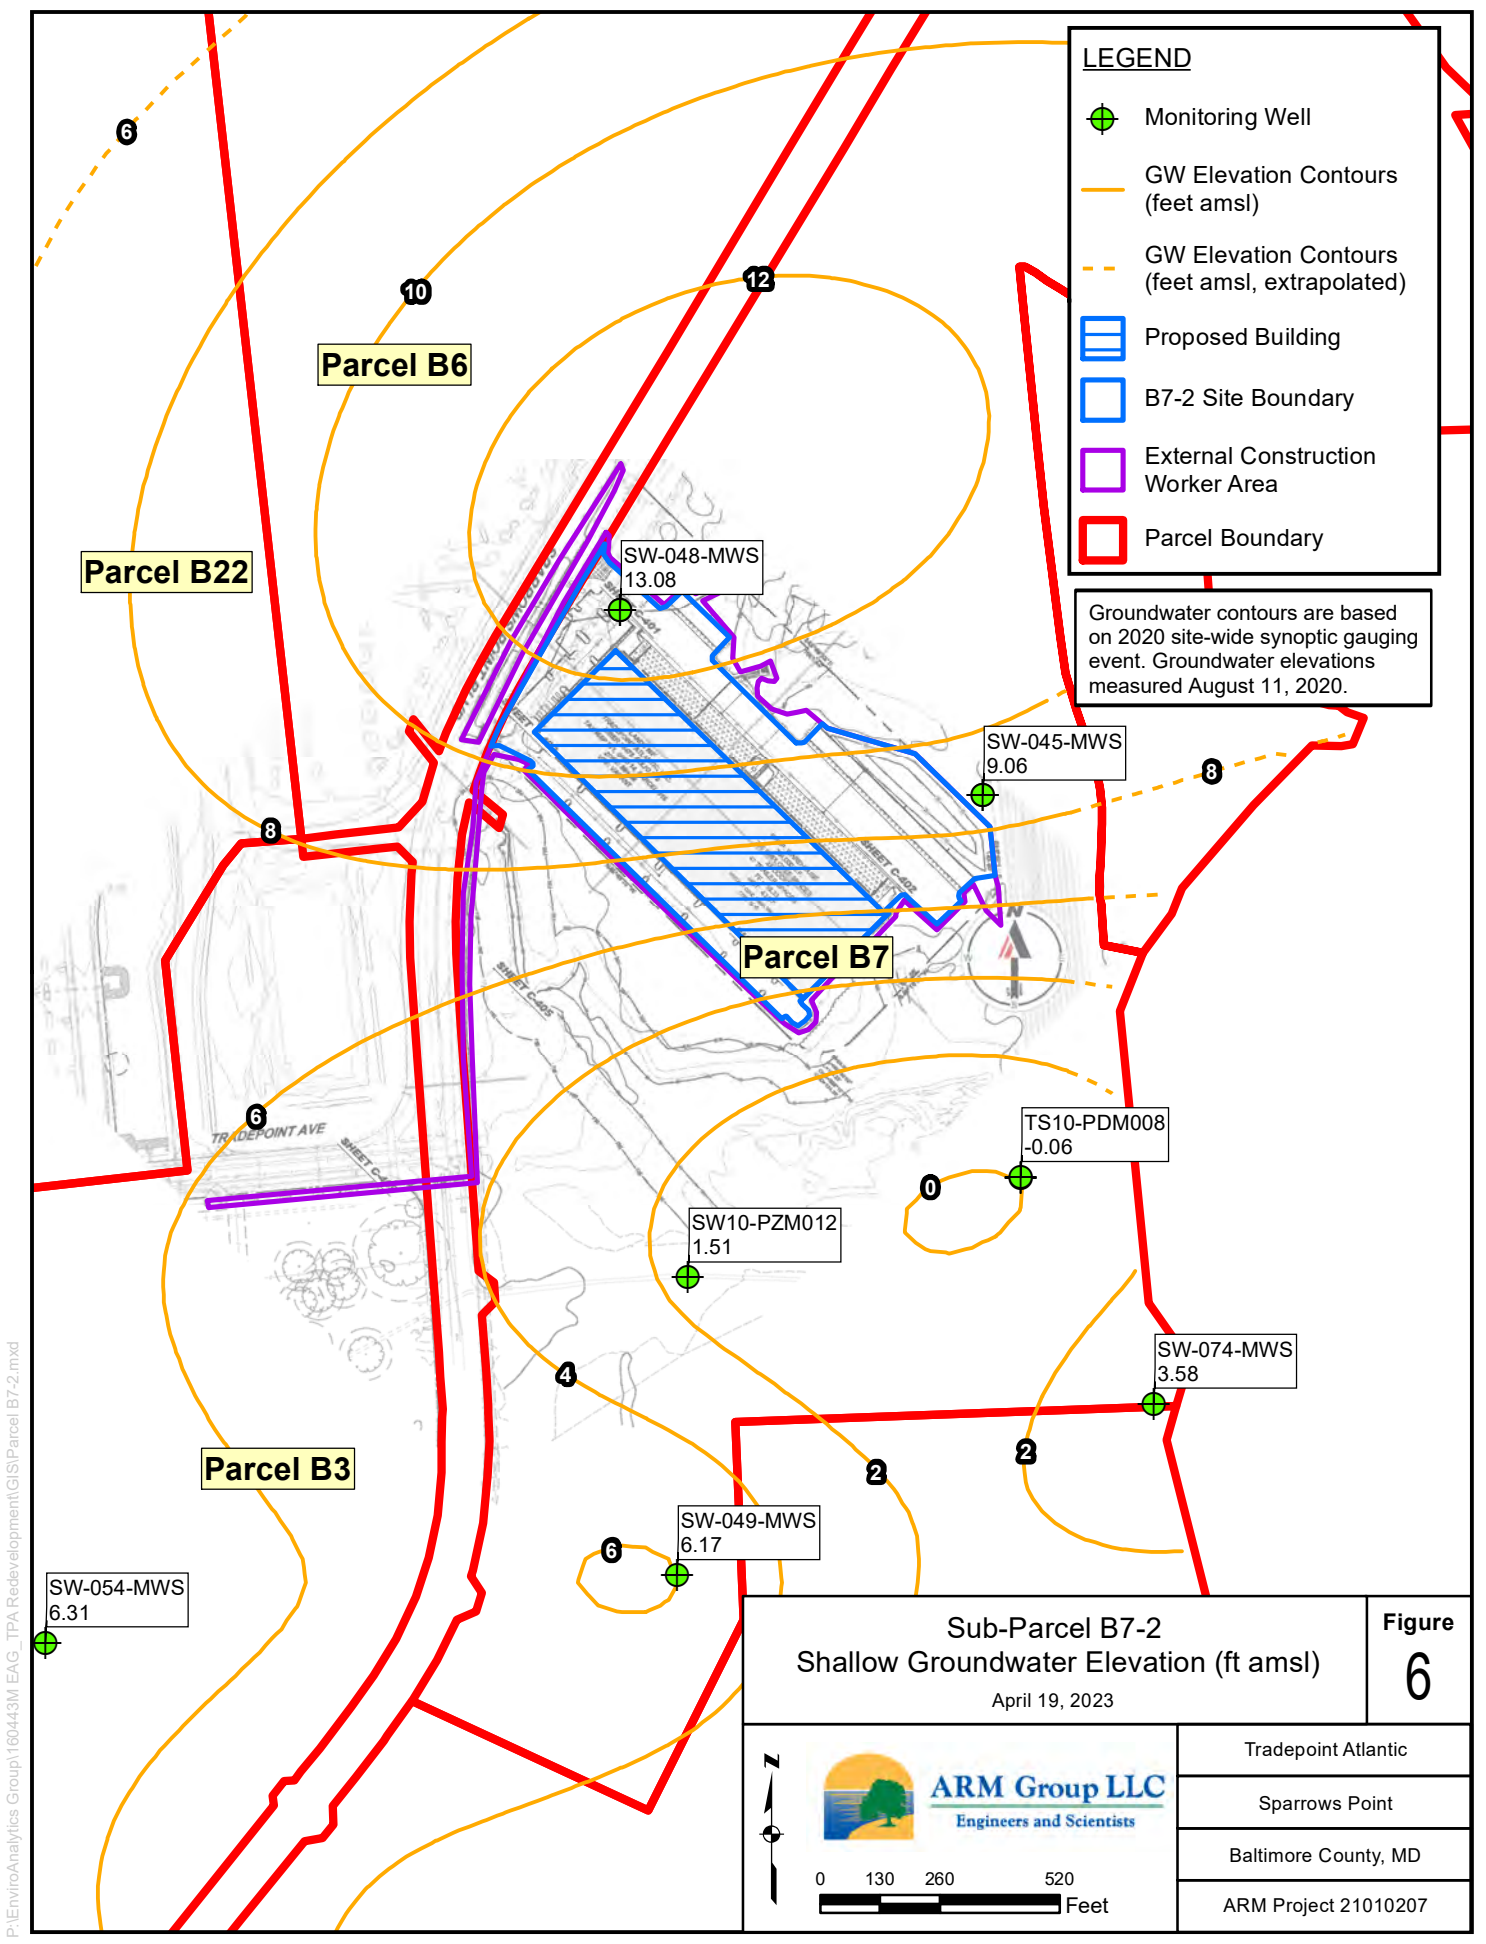 LEGEND
Monitoring Well
GW Elevation Contours
(feet amsl)
GW Elevation Contours
(feet amsl, extrapolated)
Proposed Building
B7-2 Site Boundary
External Construction
Worker Area
Parcel Boundary
Groundwater contours are based
on 2020 site-wide synoptic gauging
event. Groundwater elevations
measured August 11, 2020.
6
10
12
Parcel B6
Parcel B22
SW-048-MWS
13.08
SW-045-MWS
9.06
8
8
SHEET C-402
Parcel B7
SHEET C-405
6
TRADEPOINT AVE
TS10-PDM008
-0.06
0
SW10-PZM012
1.51
SW-074-MWS
3.58
4
2
2
Parcel B3
SW-049-MWS
6.17
6
SW-054-MWS
6.31
Sub-Parcel B7-2
Shallow Groundwater Elevation (ft amsl)
April 19, 2023
Figure
6
N
ARM Group LLC
Engineers and Scientists
0 130 260 520
Feet
Tradepoint Atlantic
Sparrows Point
Baltimore County, MD
ARM Project 21010207
P:\EnviroAnalytics Group\160443M EAG_TPA Redevelopment\GIS\Parcel B7-2.mxd